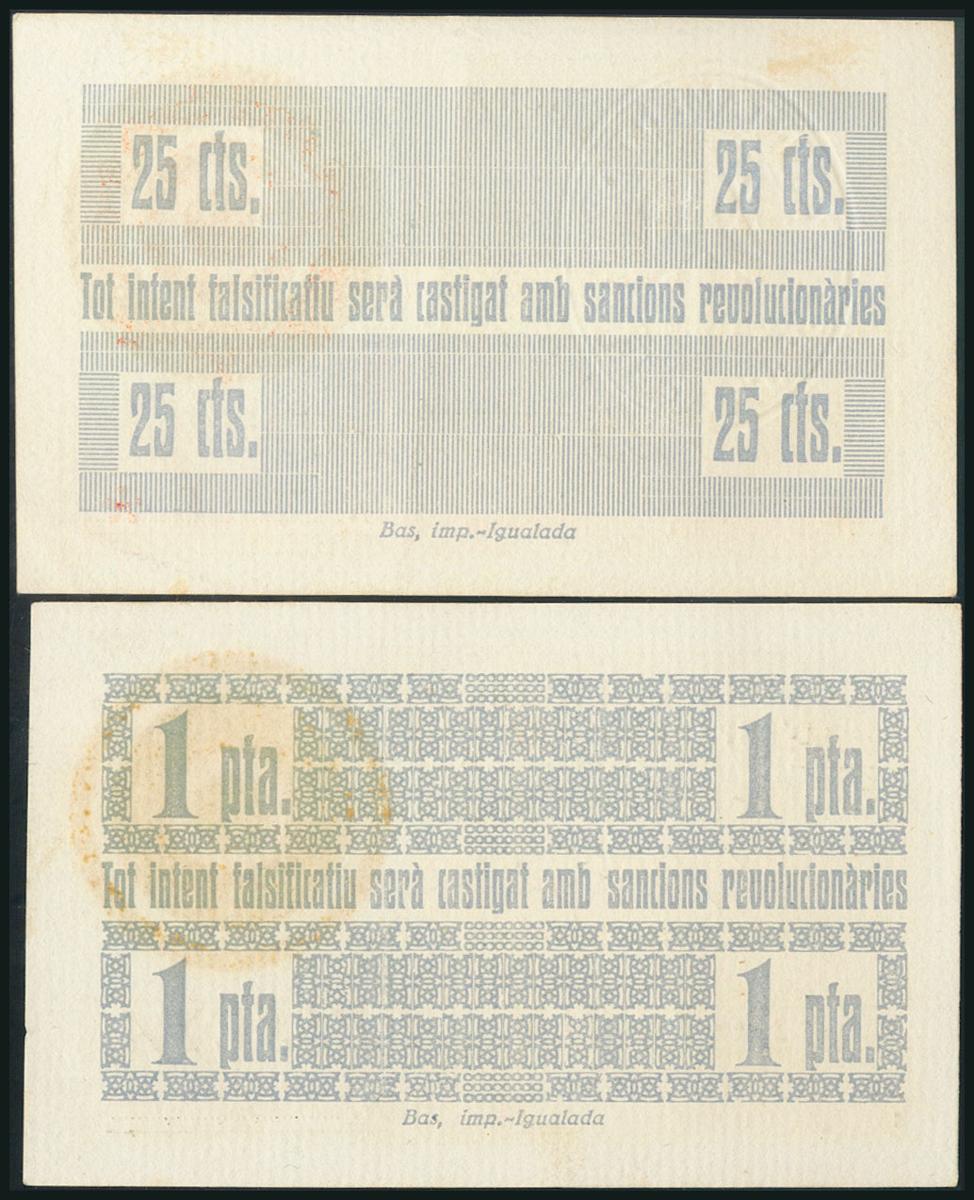 25 cts. 25 cts.
Tot intent falsificatiu serà castigat amb sancions revolucionàries
25 cts. 25 cts.
Bas, imp.-Igualada
1 pta. 1 pta.
Tot intent falsificatiu serà castigat amb sancions revolucionàries
1 pta. 1 pta.
Bas, imp.-Igualada